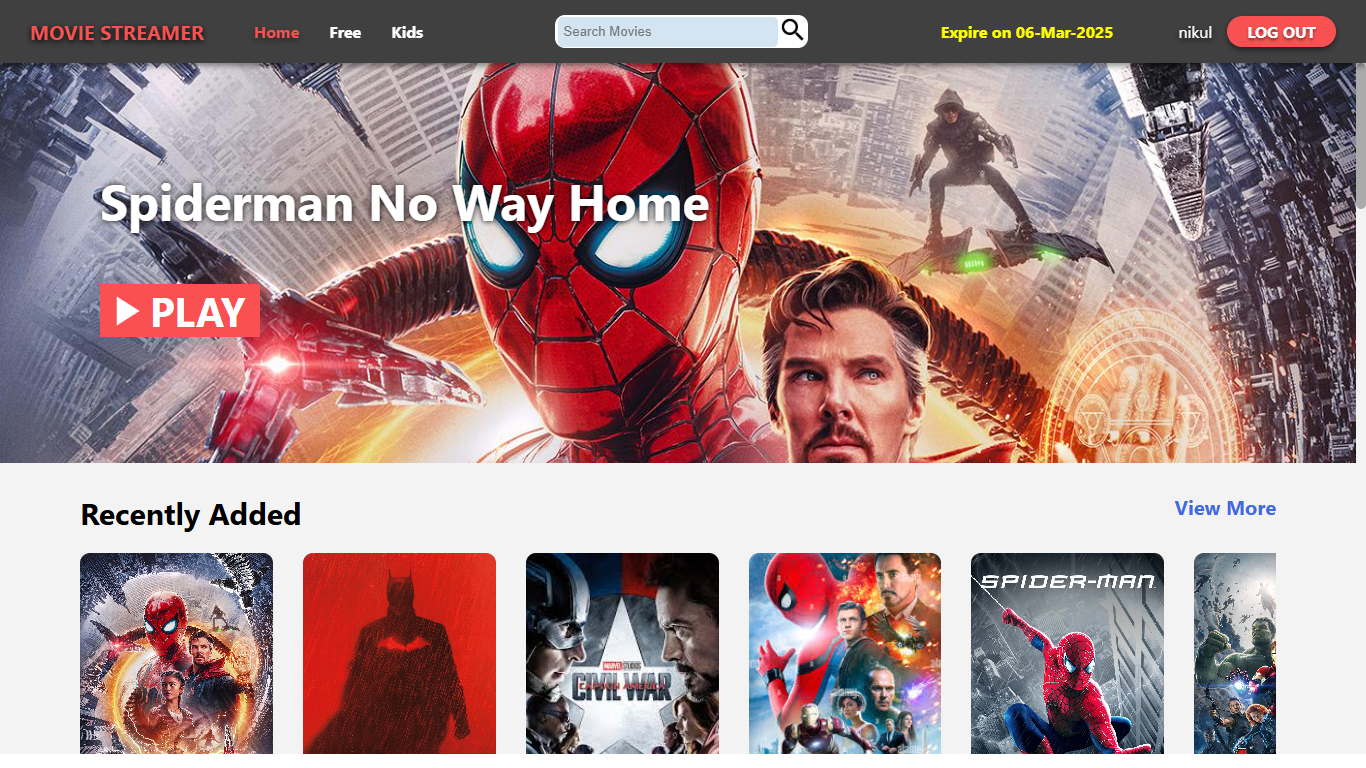 MOVIE STREAMER Home Free Kids Search Movies Expire on 06-Mar-2025 nikul LOG OUT
Spiderman No Way Home
PLAY
Recently Added View More
SPIDER-MAN
MARVEL STUDIOS
CAPTAIN AMERICA
CIVIL WAR